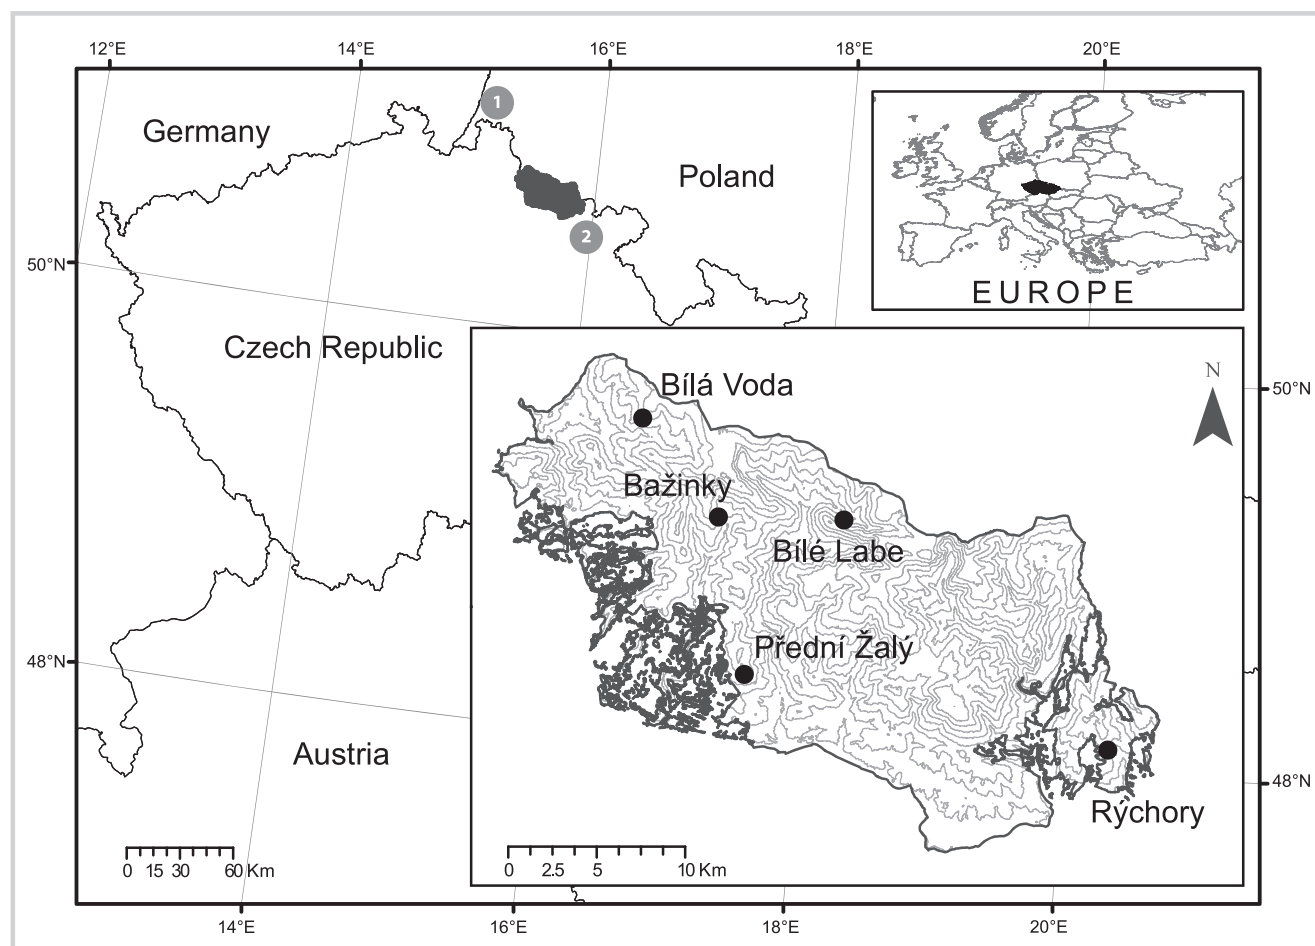 12°E 14°E 16°E 18°E 20°E
1
Germany
Poland
2
50°N
EUROPE
Czech Republic
Bílá Voda
N
50°N
Bažinky
Bílé Labe
Přední Žalý
48°N
Austria
48°N
Rýchory
0 15 30 60 Km
0 2.5 5 10 Km
14°E 16°E 18°E 20°E